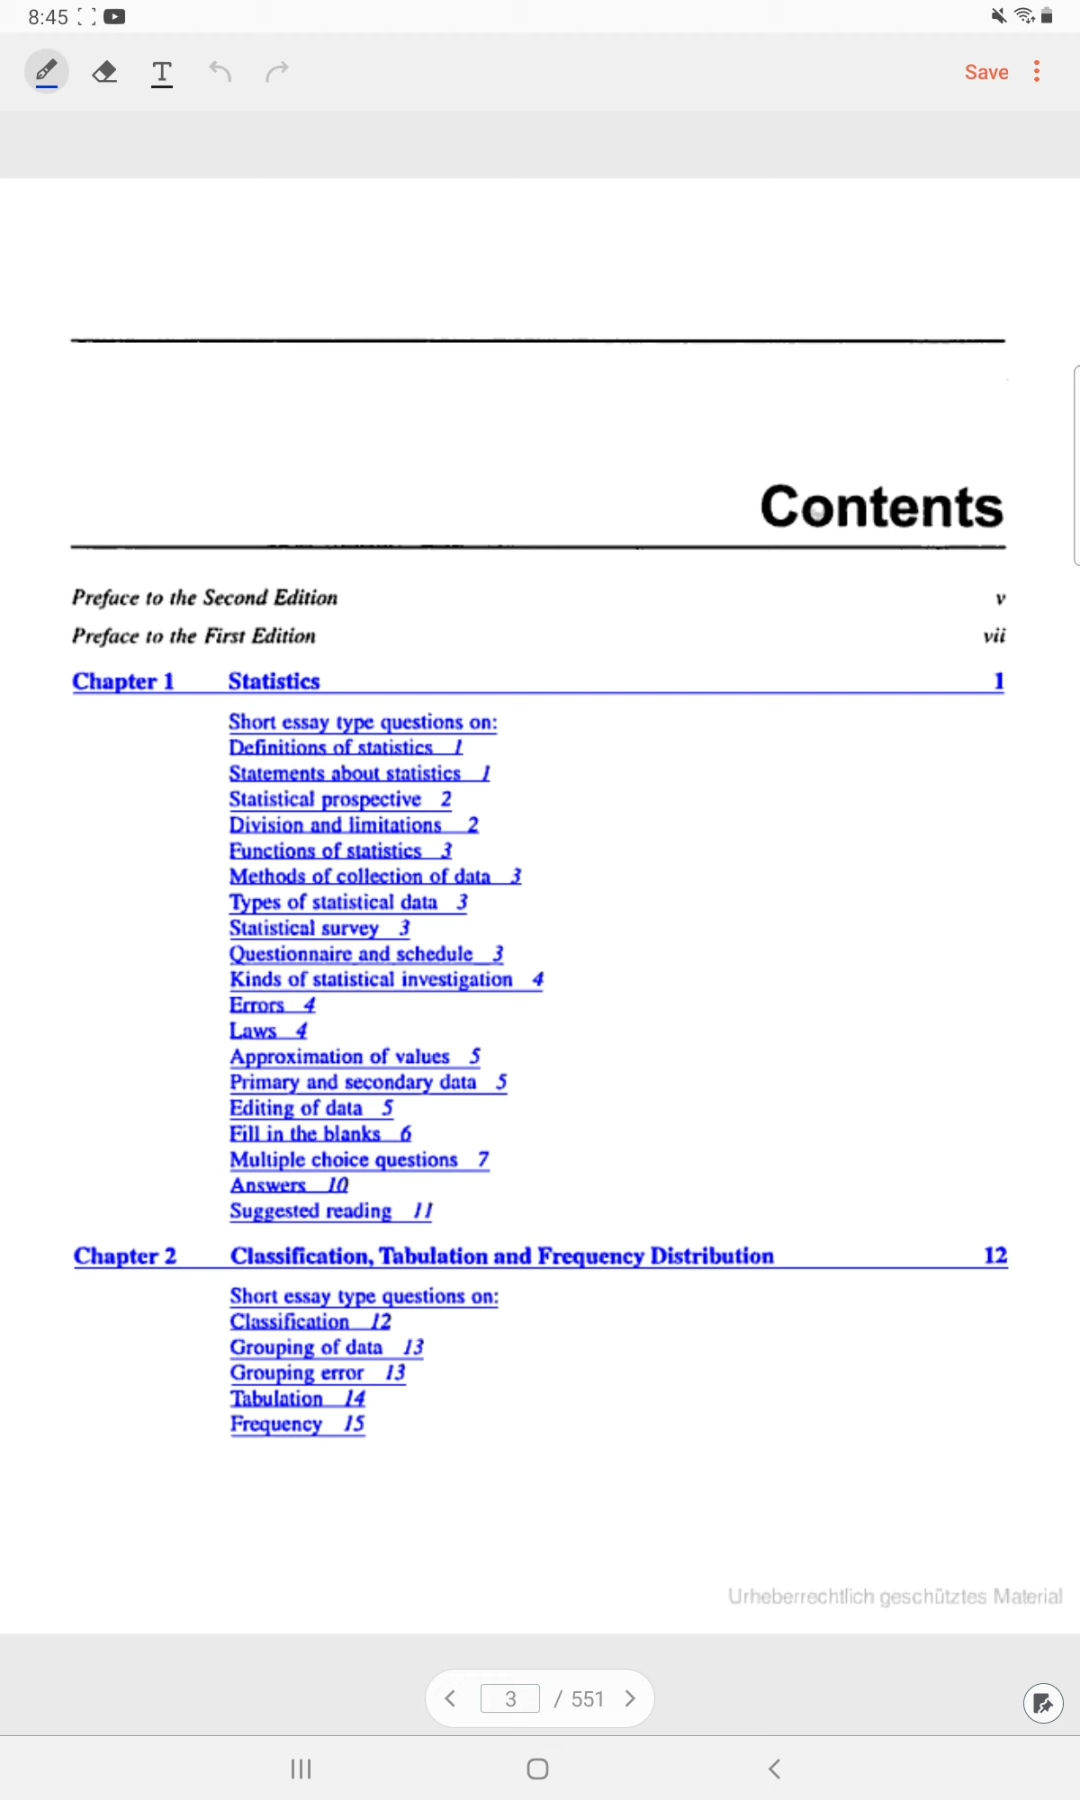 8:45
T
Save
Contents
Preface to the Second Edition v
Preface to the First Edition vii
Chapter 1 Statistics 1
Short essay type questions on:
Definitions of statistics 1
Statements about statistics 1
Statistical prospective 2
Division and limitations 2
Functions of statistics 3
Methods of collection of data 3
Types of statistical data 3
Statistical survey 3
Questionnaire and schedule 3
Kinds of statistical investigation 4
Errors 4
Laws 4
Approximation of values 5
Primary and secondary data 5
Editing of data 5
Fill in the blanks 6
Multiple choice questions 7
Answers 10
Suggested reading 11
Chapter 2 Classification, Tabulation and Frequency Distribution 12
Short essay type questions on:
Classification 12
Grouping of data 13
Grouping error 13
Tabulation 14
Frequency 15
Urheberrechtlich geschütztes Material
3 / 551